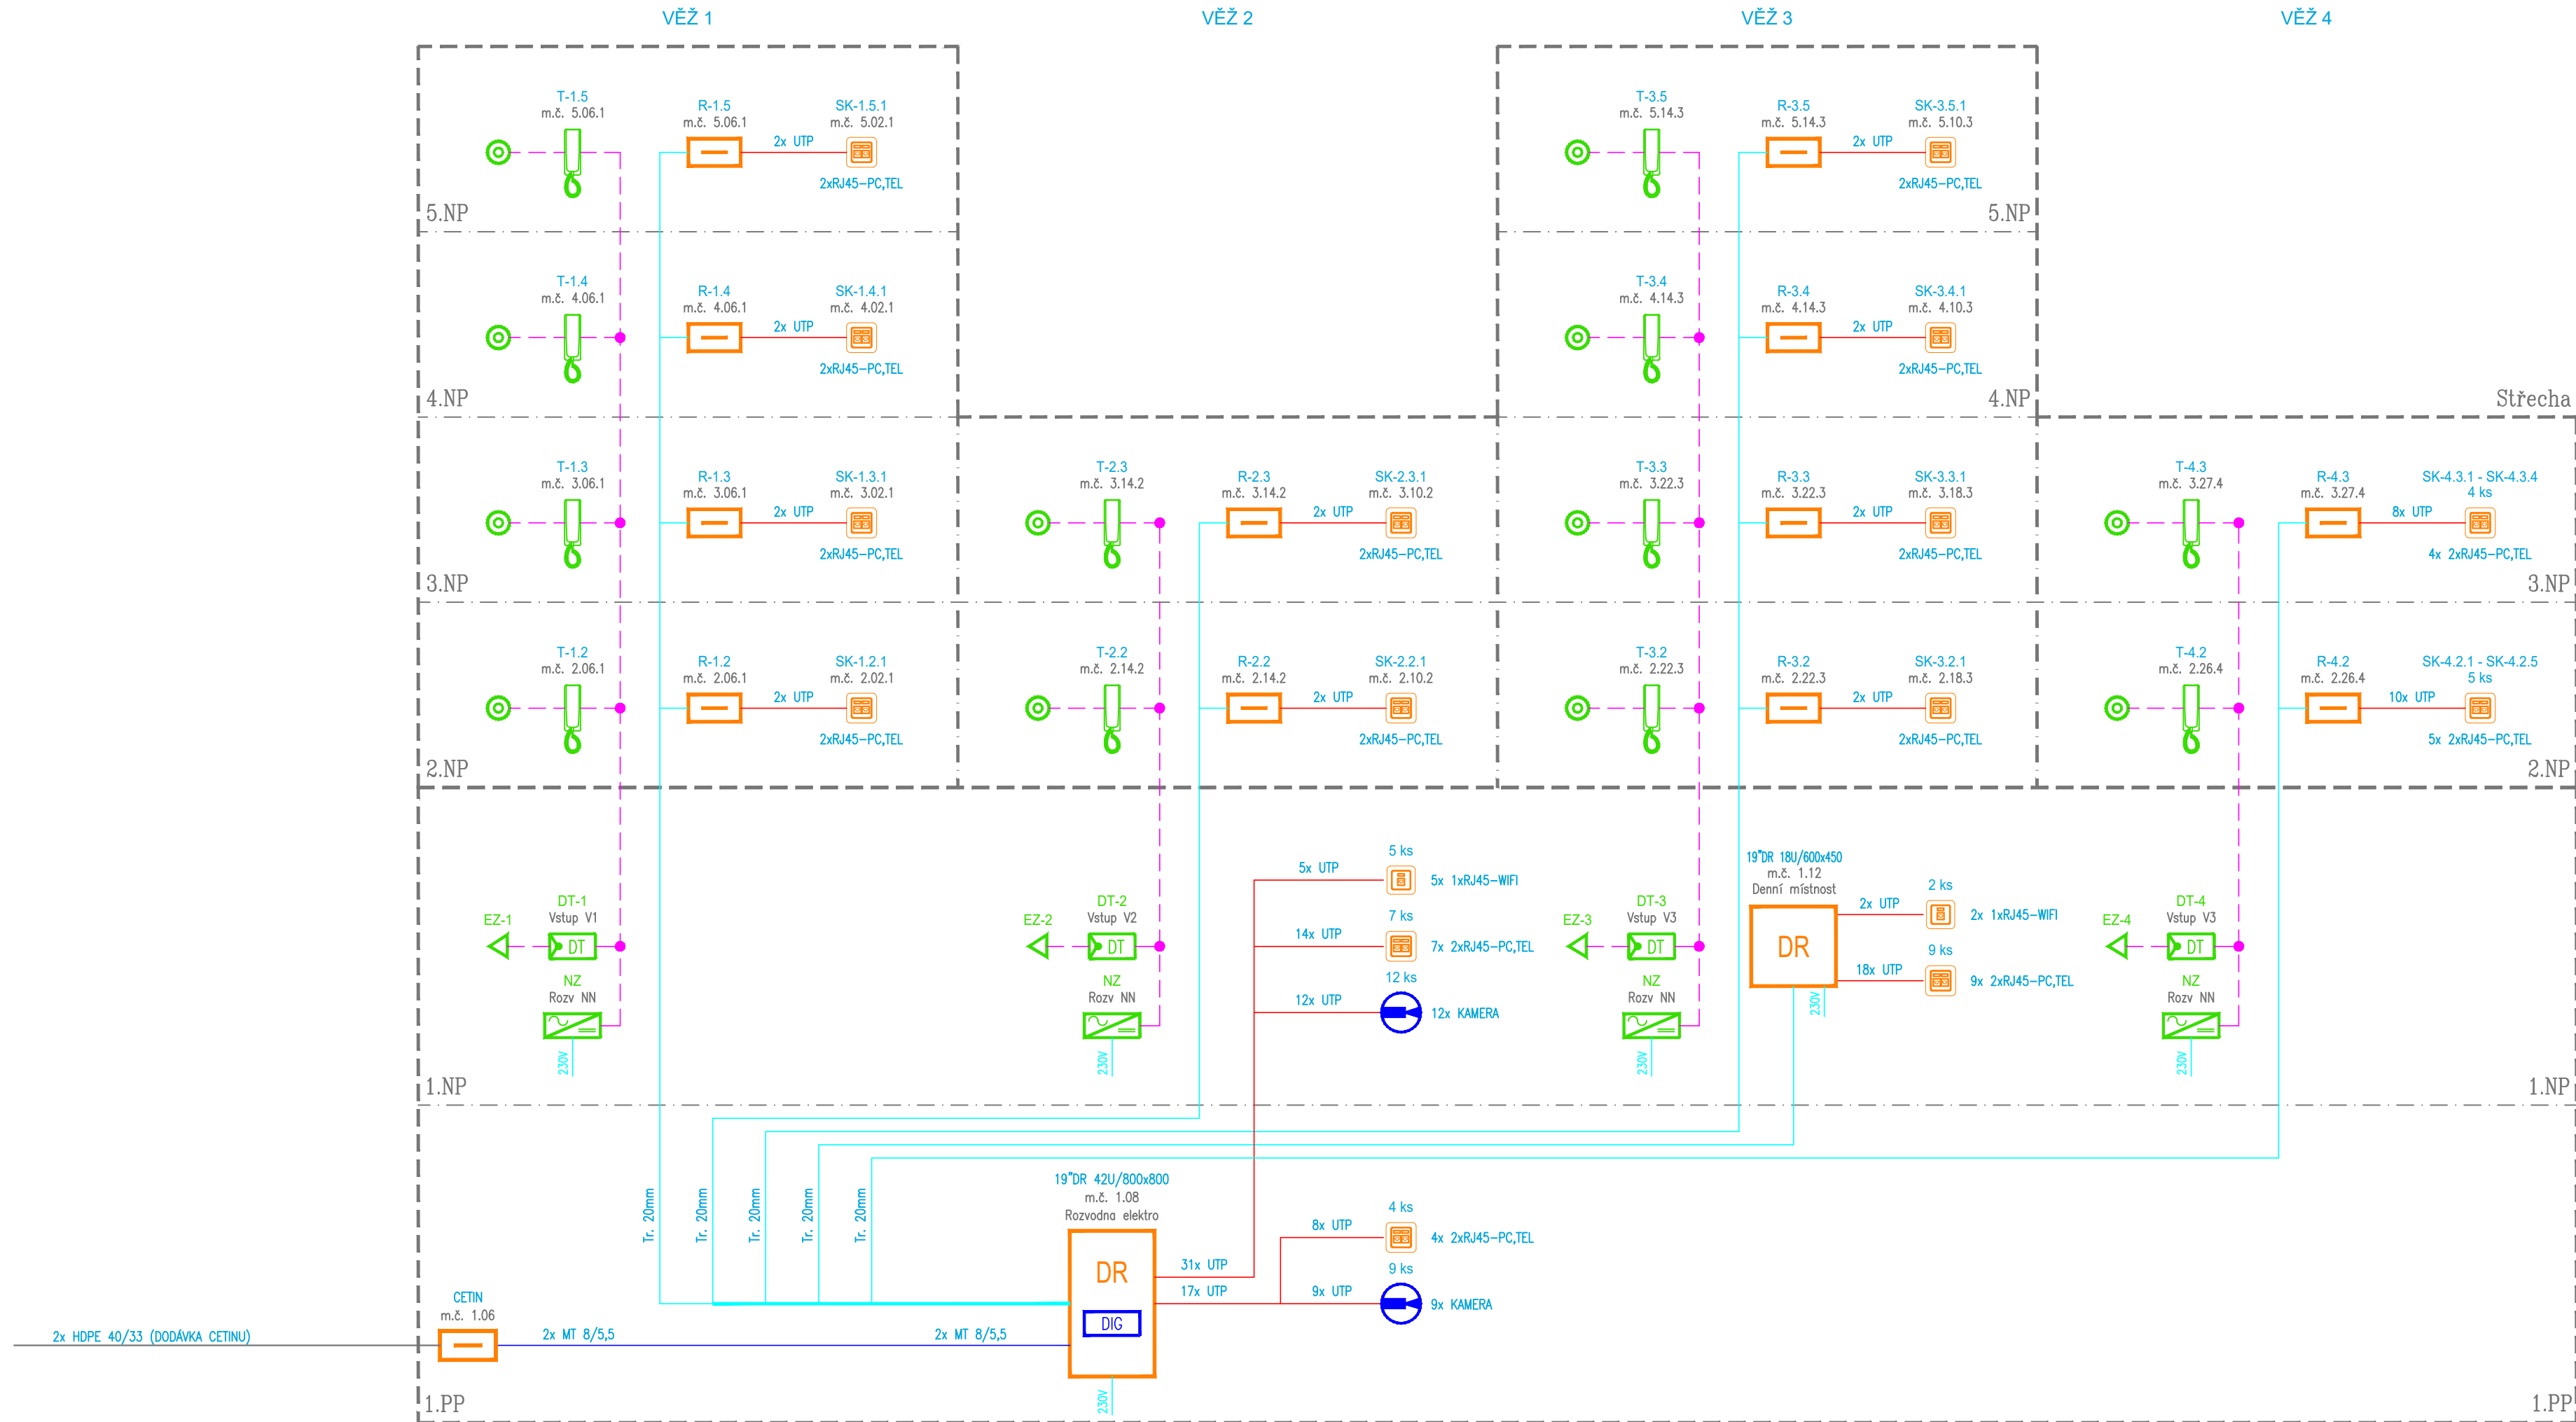 VĚŽ 1
VĚŽ 2
VĚŽ 3
VĚŽ 4
T-1.5
m.č. 5.06.1
R-1.5
m.č. 5.06.1
2x UTP
SK-1.5.1
m.č. 5.02.1
2xRJ45-PC,TEL
5.NP
T-3.5
m.č. 5.14.3
R-3.5
m.č. 5.14.3
2x UTP
SK-3.5.1
m.č. 5.10.3
2xRJ45-PC,TEL
5.NP
T-1.4
m.č. 4.06.1
R-1.4
m.č. 4.06.1
2x UTP
SK-1.4.1
m.č. 4.02.1
2xRJ45-PC,TEL
4.NP
T-3.4
m.č. 4.14.3
R-3.4
m.č. 4.14.3
2x UTP
SK-3.4.1
m.č. 4.10.3
2xRJ45-PC,TEL
4.NP
Střecha
T-1.3
m.č. 3.06.1
R-1.3
m.č. 3.06.1
2x UTP
SK-1.3.1
m.č. 3.02.1
2xRJ45-PC,TEL
3.NP
T-2.3
m.č. 3.14.2
R-2.3
m.č. 3.14.2
2x UTP
SK-2.3.1
m.č. 3.10.2
2xRJ45-PC,TEL
T-3.3
m.č. 3.22.3
R-3.3
m.č. 3.22.3
2x UTP
SK-3.3.1
m.č. 3.18.3
2xRJ45-PC,TEL
T-4.3
m.č. 3.27.4
R-4.3
m.č. 3.27.4
8x UTP
SK-4.3.1 - SK-4.3.4
4 ks
4x 2xRJ45-PC,TEL
3.NP
T-1.2
m.č. 2.06.1
R-1.2
m.č. 2.06.1
2x UTP
SK-1.2.1
m.č. 2.02.1
2xRJ45-PC,TEL
2.NP
T-2.2
m.č. 2.14.2
R-2.2
m.č. 2.14.2
2x UTP
SK-2.2.1
m.č. 2.10.2
2xRJ45-PC,TEL
T-3.2
m.č. 2.22.3
R-3.2
m.č. 2.22.3
2x UTP
SK-3.2.1
m.č. 2.18.3
2xRJ45-PC,TEL
T-4.2
m.č. 2.26.4
R-4.2
m.č. 2.26.4
10x UTP
SK-4.2.1 - SK-4.2.5
5 ks
5x 2xRJ45-PC,TEL
2.NP
EZ-1
DT-1
Vstup V1
DT
NZ
Rozv NN
230V
1.NP
EZ-2
DT-2
Vstup V2
DT
NZ
Rozv NN
230V
5x UTP
5 ks
5x 1xRJ45-WIFI
14x UTP
7 ks
7x 2xRJ45-PC,TEL
12x UTP
12 ks
12x KAMERA
EZ-3
DT-3
Vstup V3
DT
NZ
Rozv NN
230V
19"DR 18U/600x450
m.č. 1.12
Denní místnost
DR
230V
2x UTP
2 ks
2x 1xRJ45-WIFI
18x UTP
9 ks
9x 2xRJ45-PC,TEL
EZ-4
DT-4
Vstup V3
DT
NZ
Rozv NN
230V
1.NP
Tr. 20mm
Tr. 20mm
Tr. 20mm
Tr. 20mm
Tr. 20mm
19"DR 42U/800x800
m.č. 1.08
Rozvodna elektro
DR
DIG
230V
31x UTP
17x UTP
8x UTP
4 ks
4x 2xRJ45-PC,TEL
9x UTP
9 ks
9x KAMERA
CETIN
m.č. 1.06
2x HDPE 40/33 (DODÁVKA CETINU)
2x MT 8/5,5
2x MT 8/5,5
1.PP
1.PP